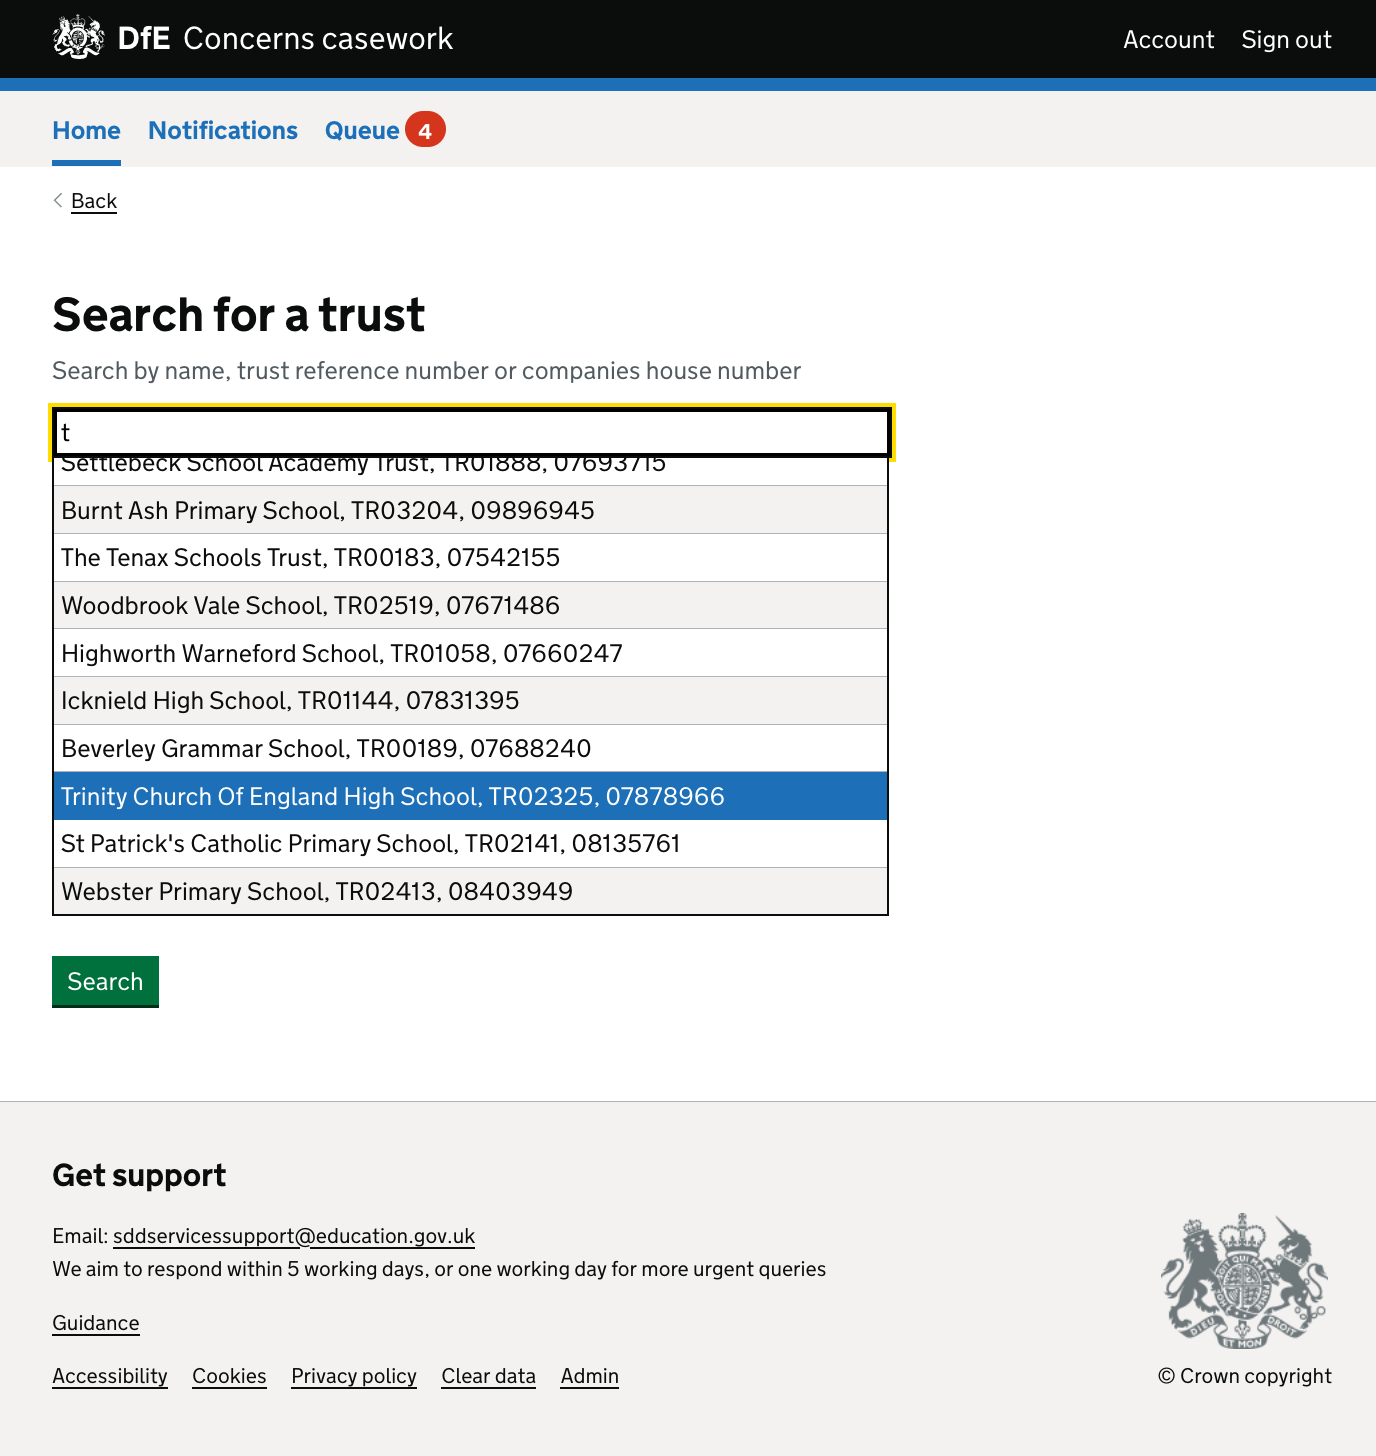 DfE Concerns casework
Account Sign out
Home Notifications Queue 4
Back
Search for a trust
Search by name, trust reference number or companies house number
t
Settlebeck School Academy Trust, TR01888, 07693715
Burnt Ash Primary School, TR03204, 09896945
The Tenax Schools Trust, TR00183, 07542155
Woodbrook Vale School, TR02519, 07671486
Highworth Warneford School, TR01058, 07660247
Icknield High School, TR01144, 07831395
Beverley Grammar School, TR00189, 07688240
Trinity Church Of England High School, TR02325, 07878966
St Patrick's Catholic Primary School, TR02141, 08135761
Webster Primary School, TR02413, 08403949
Search
Get support
Email: sddservicessupport@education.gov.uk
We aim to respond within 5 working days, or one working day for more urgent queries
Guidance
Accessibility Cookies Privacy policy Clear data Admin
DIEU ET MON DROIT
© Crown copyright